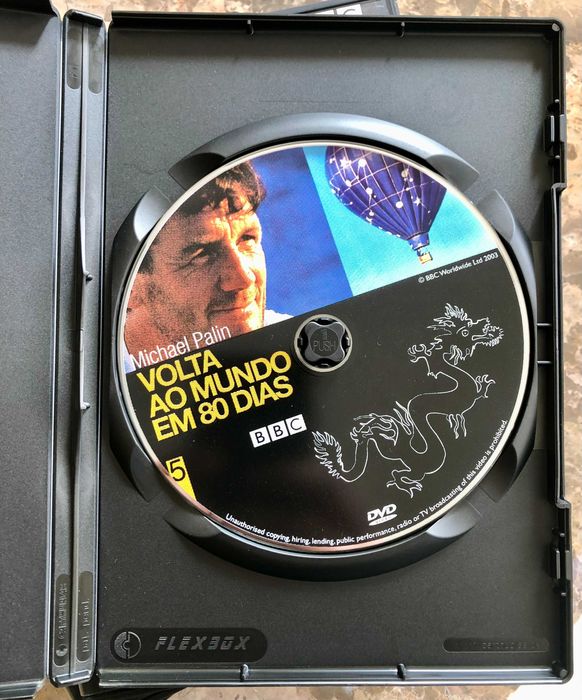 © BBC Worldwide Ltd 2003
PUSH
Michael Palin
VOLTA
AO MUNDO
EM 80 DIAS
BBC
5
DVD
Unauthorised copying, hiring, lending, public performance, radio or TV broadcasting of this video is prohibited.
FLEXBOX